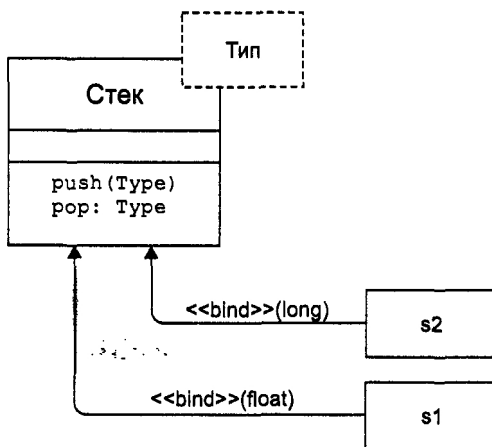 Тип
Стек
push(Type)
pop: Type
<<bind>>(long)
s2
<<bind>>(float)
s1